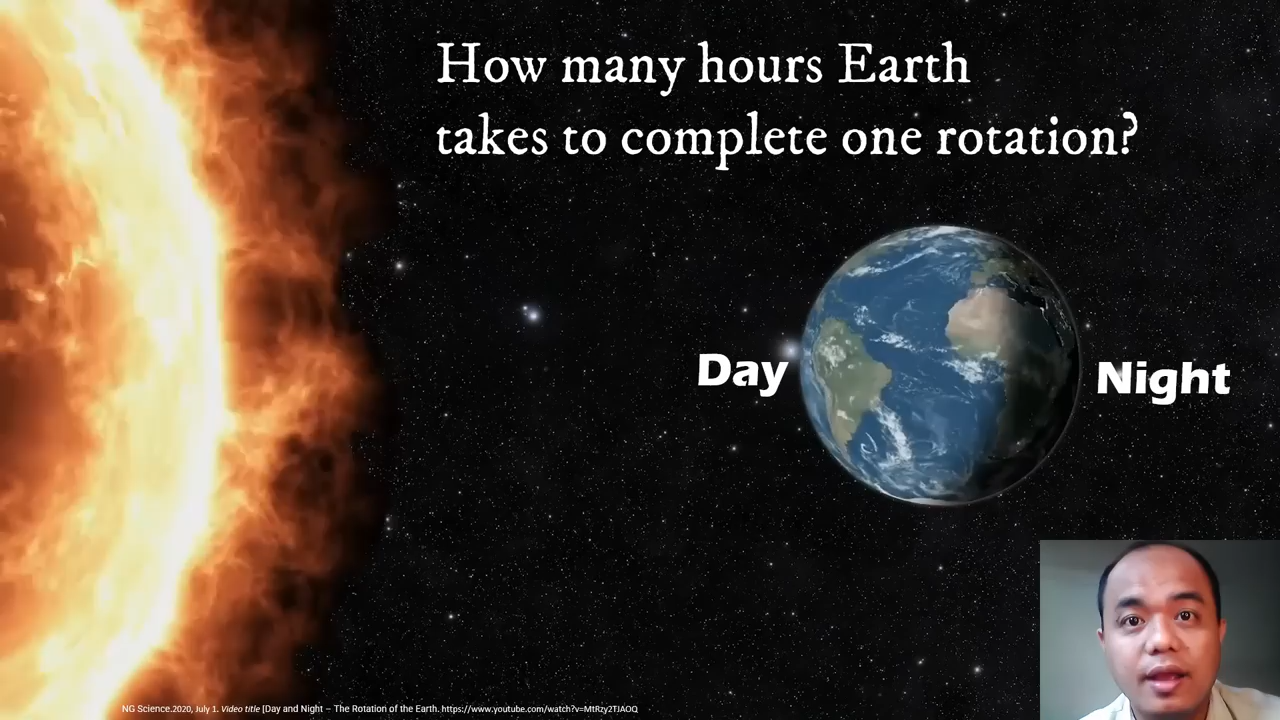 How many hours Earth
takes to complete one rotation?
Day
Night
NG Science.2020, July 1. Video title [Day and Night – The Rotation of the Earth. https://www.youtube.com/watch?v=MtRzy2TJAOQ